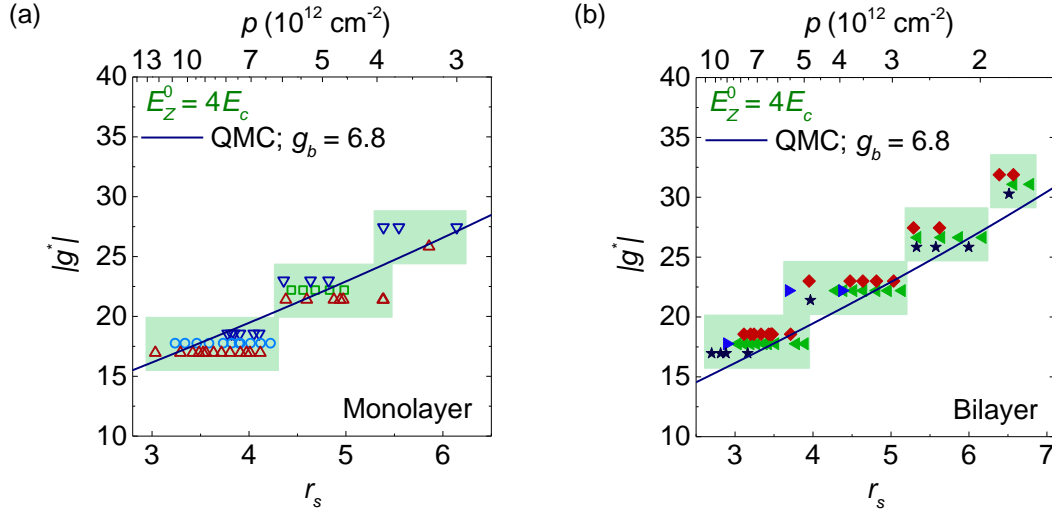 (a)
p (10^12 cm^-2)
13 10 7 5 4 3
40
35
30
25
20
15
10
|g*|
E_Z^0 = 4E_c
QMC; g_b = 6.8
Monolayer
3 4 5 6
r_s
(b)
p (10^12 cm^-2)
10 7 5 4 3 2
40
35
30
25
20
15
10
|g*|
E_Z^0 = 4E_c
QMC; g_b = 6.8
Bilayer
3 4 5 6 7
r_s